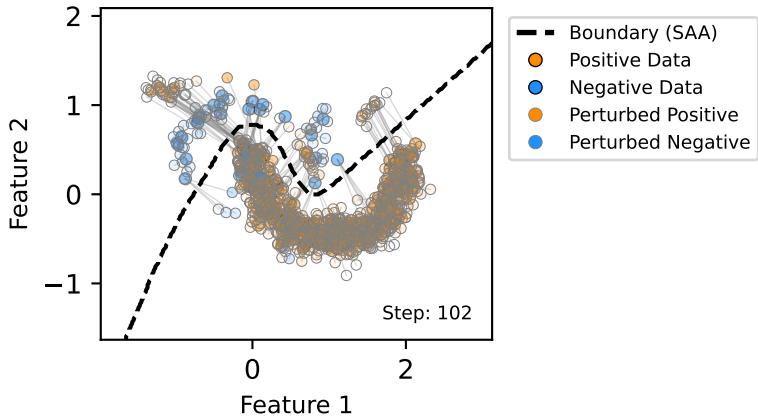 2
1
0
−1
Feature 2
0
2
Feature 1
Step: 102
Boundary (SAA)
Positive Data
Negative Data
Perturbed Positive
Perturbed Negative